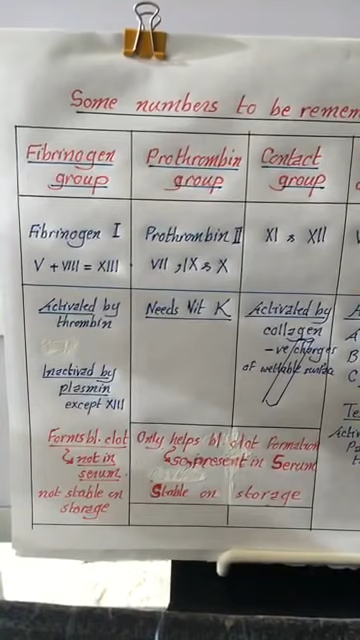 Some numbers to be remem
Fibrinogen
group
Prothrombin
group
Contact
group
Fibrinogen I
V + VIII = XIII
Prothrombin II
VII , IX & X
XI & XII
Activated by
thrombin
Inactived by
plasmin
except XIII
Needs Vit K
Activated by
collagen
-ve charges
of wettable surface
Forms bl. clot
not in
serum.
not stable on
storage
Only helps bl clot Formation
so present in Serum
Stable on storage
A
A
B
C
Te
Activ